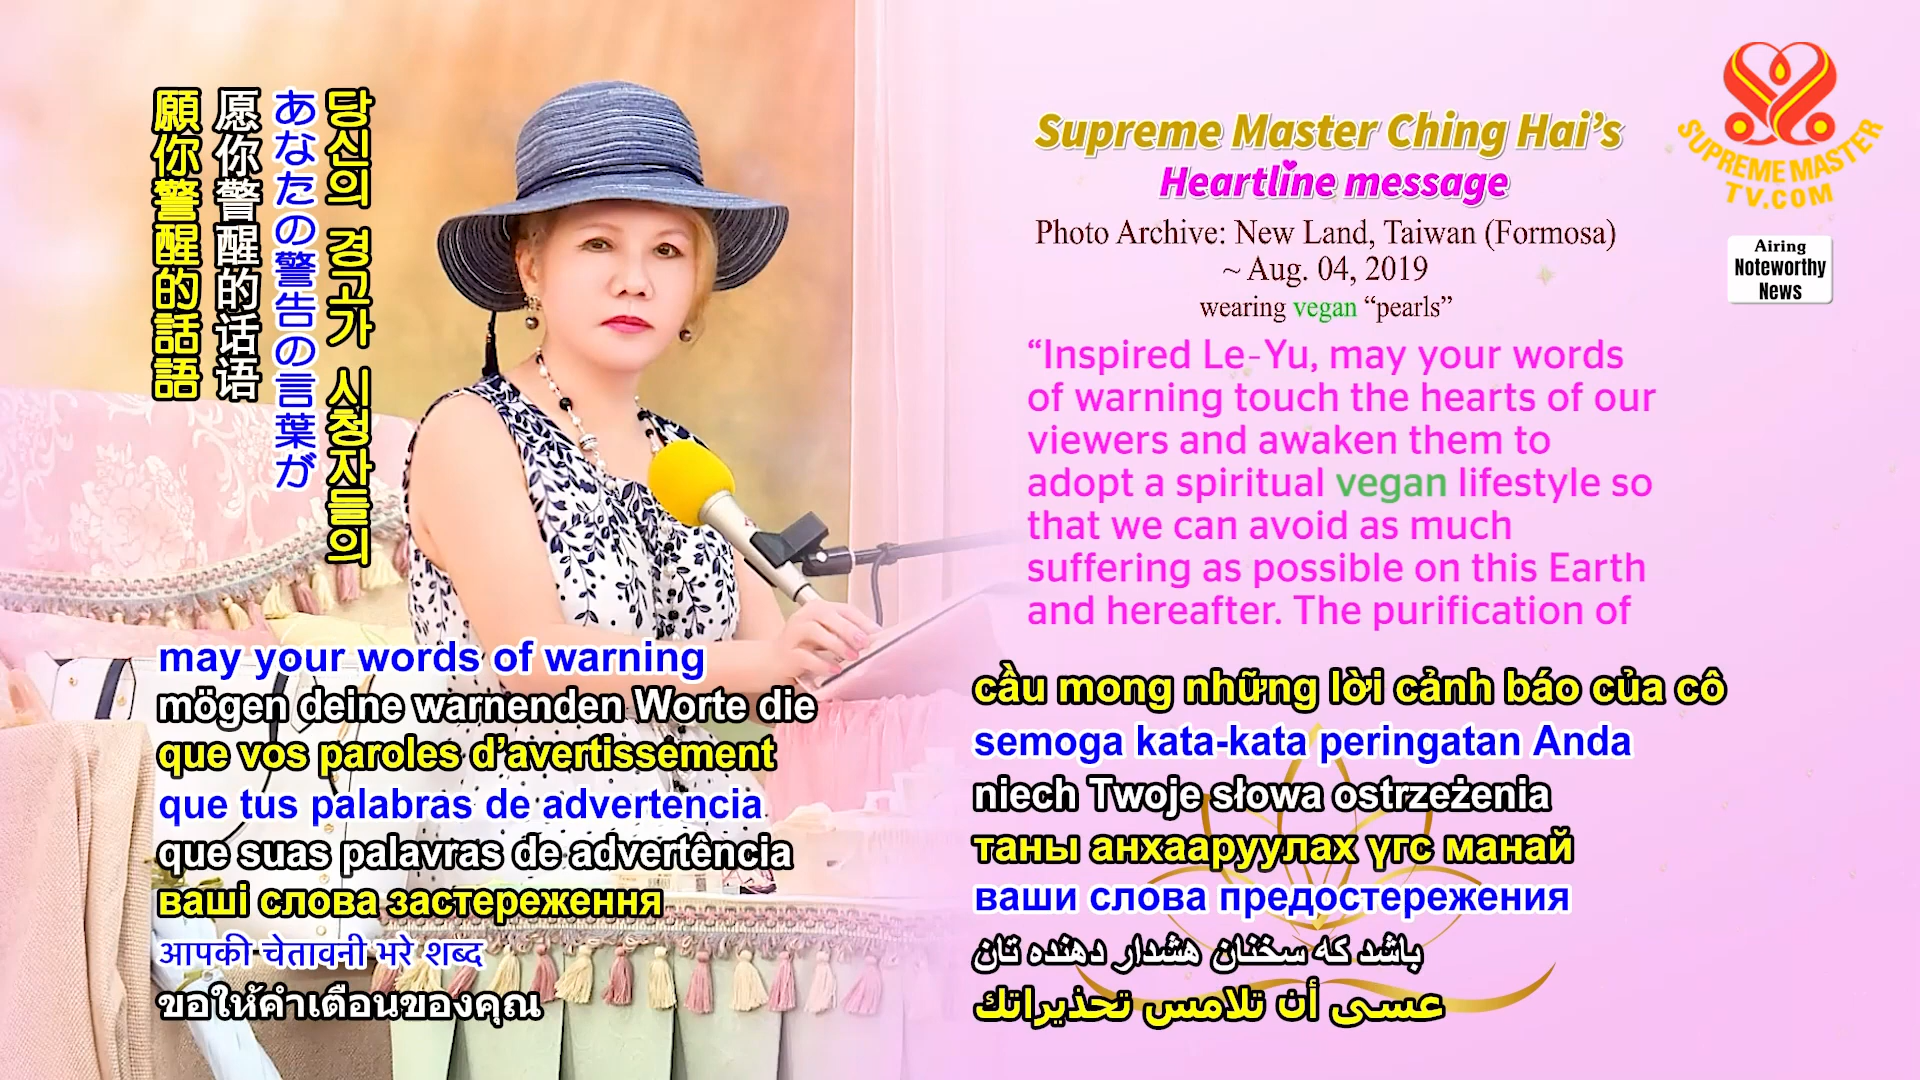 願你警醒的話語
愿你警醒的话语
あなたの警告の言葉が
당신의 경고가 시청자들의
Supreme Master Ching Hai’s
Heartline message
Photo Archive: New Land, Taiwan (Formosa)
~ Aug. 04, 2019
wearing vegan “pearls”
SUPREME MASTER
TV.COM
Airing
Noteworthy
News
“Inspired Le-Yu, may your words
of warning touch the hearts of our
viewers and awaken them to
adopt a spiritual vegan lifestyle so
that we can avoid as much
suffering as possible on this Earth
and hereafter. The purification of
may your words of warning
mögen deine warnenden Worte die
que vos paroles d’avertissement
que tus palabras de advertencia
que suas palavras de advertência
ваші слова застереження
आपकी चेतावनी भरे शब्द
ขอให้คำเตือนของคุณ
cầu mong những lời cảnh báo của cô
semoga kata-kata peringatan Anda
niech Twoje słowa ostrzeżenia
таны анхааруулах үгс манай
ваши слова предостережения
باشد که سخنان هشدار دهنده تان
عسى أن تلامس تحذيراتك